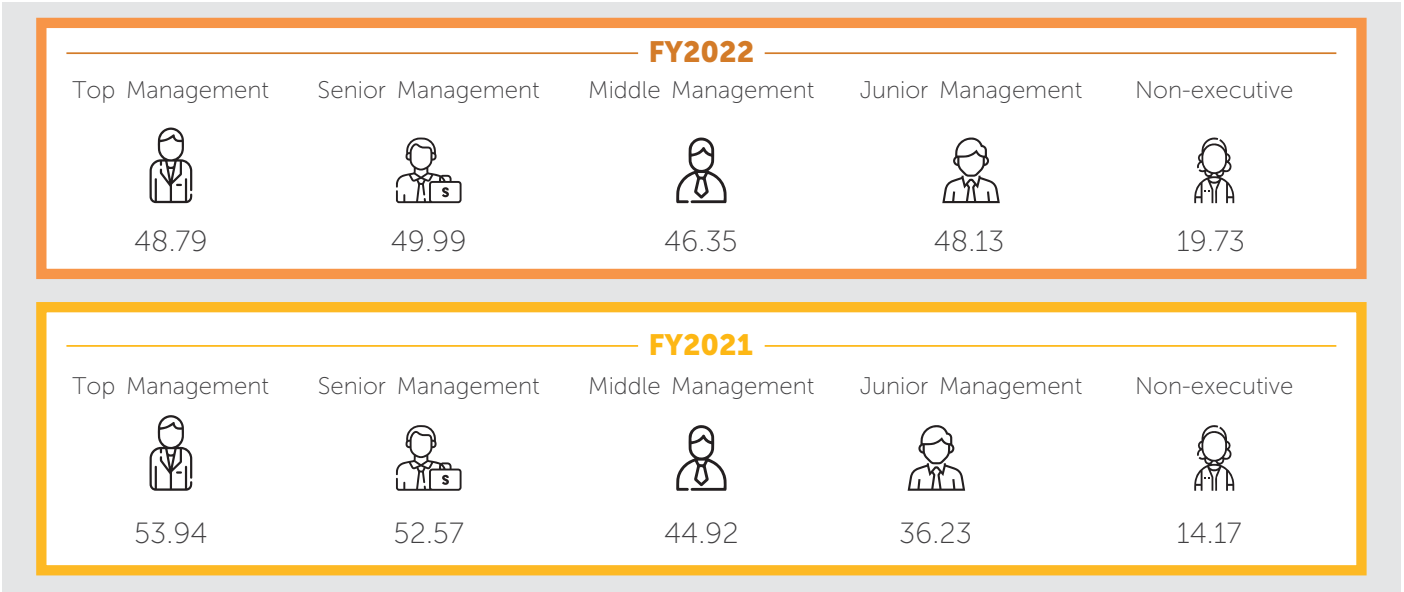 FY2022
Top Management Senior Management Middle Management Junior Management Non-executive
S
48.79 49.99 46.35 48.13 19.73
FY2021
Top Management Senior Management Middle Management Junior Management Non-executive
S
53.94 52.57 44.92 36.23 14.17